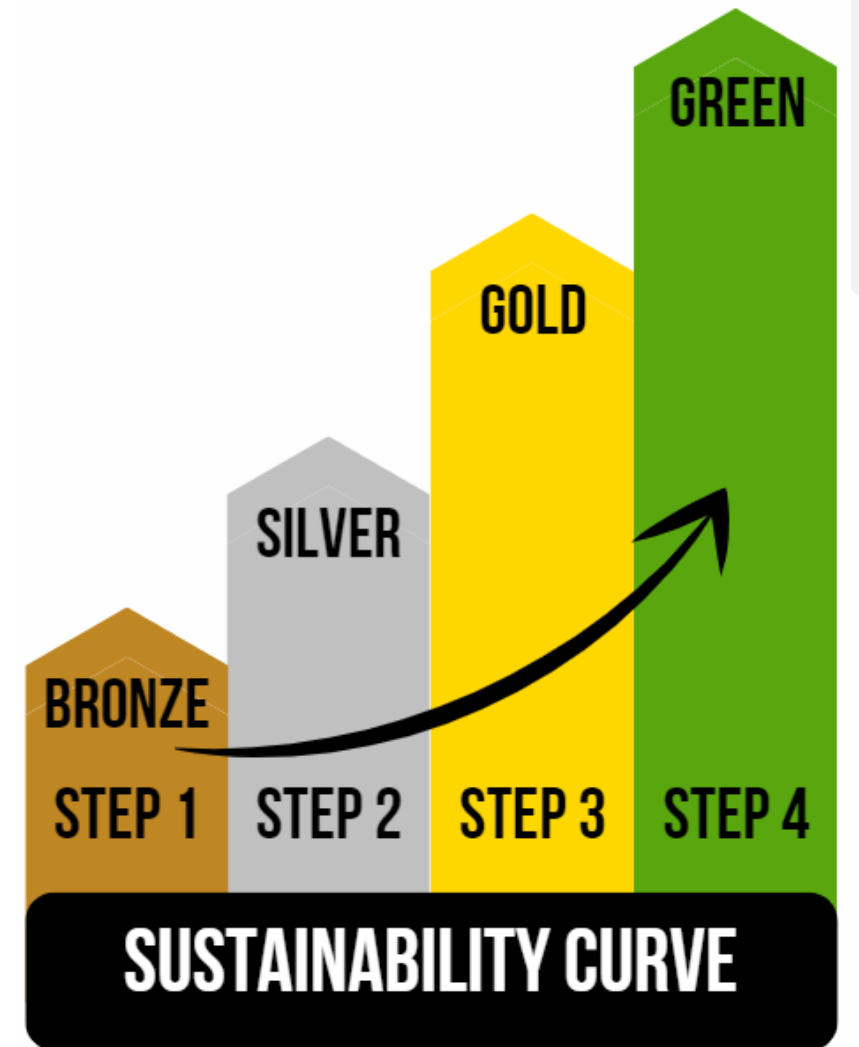 GREEN
GOLD
SILVER
BRONZE
STEP 1 STEP 2 STEP 3 STEP 4
SUSTAINABILITY CURVE